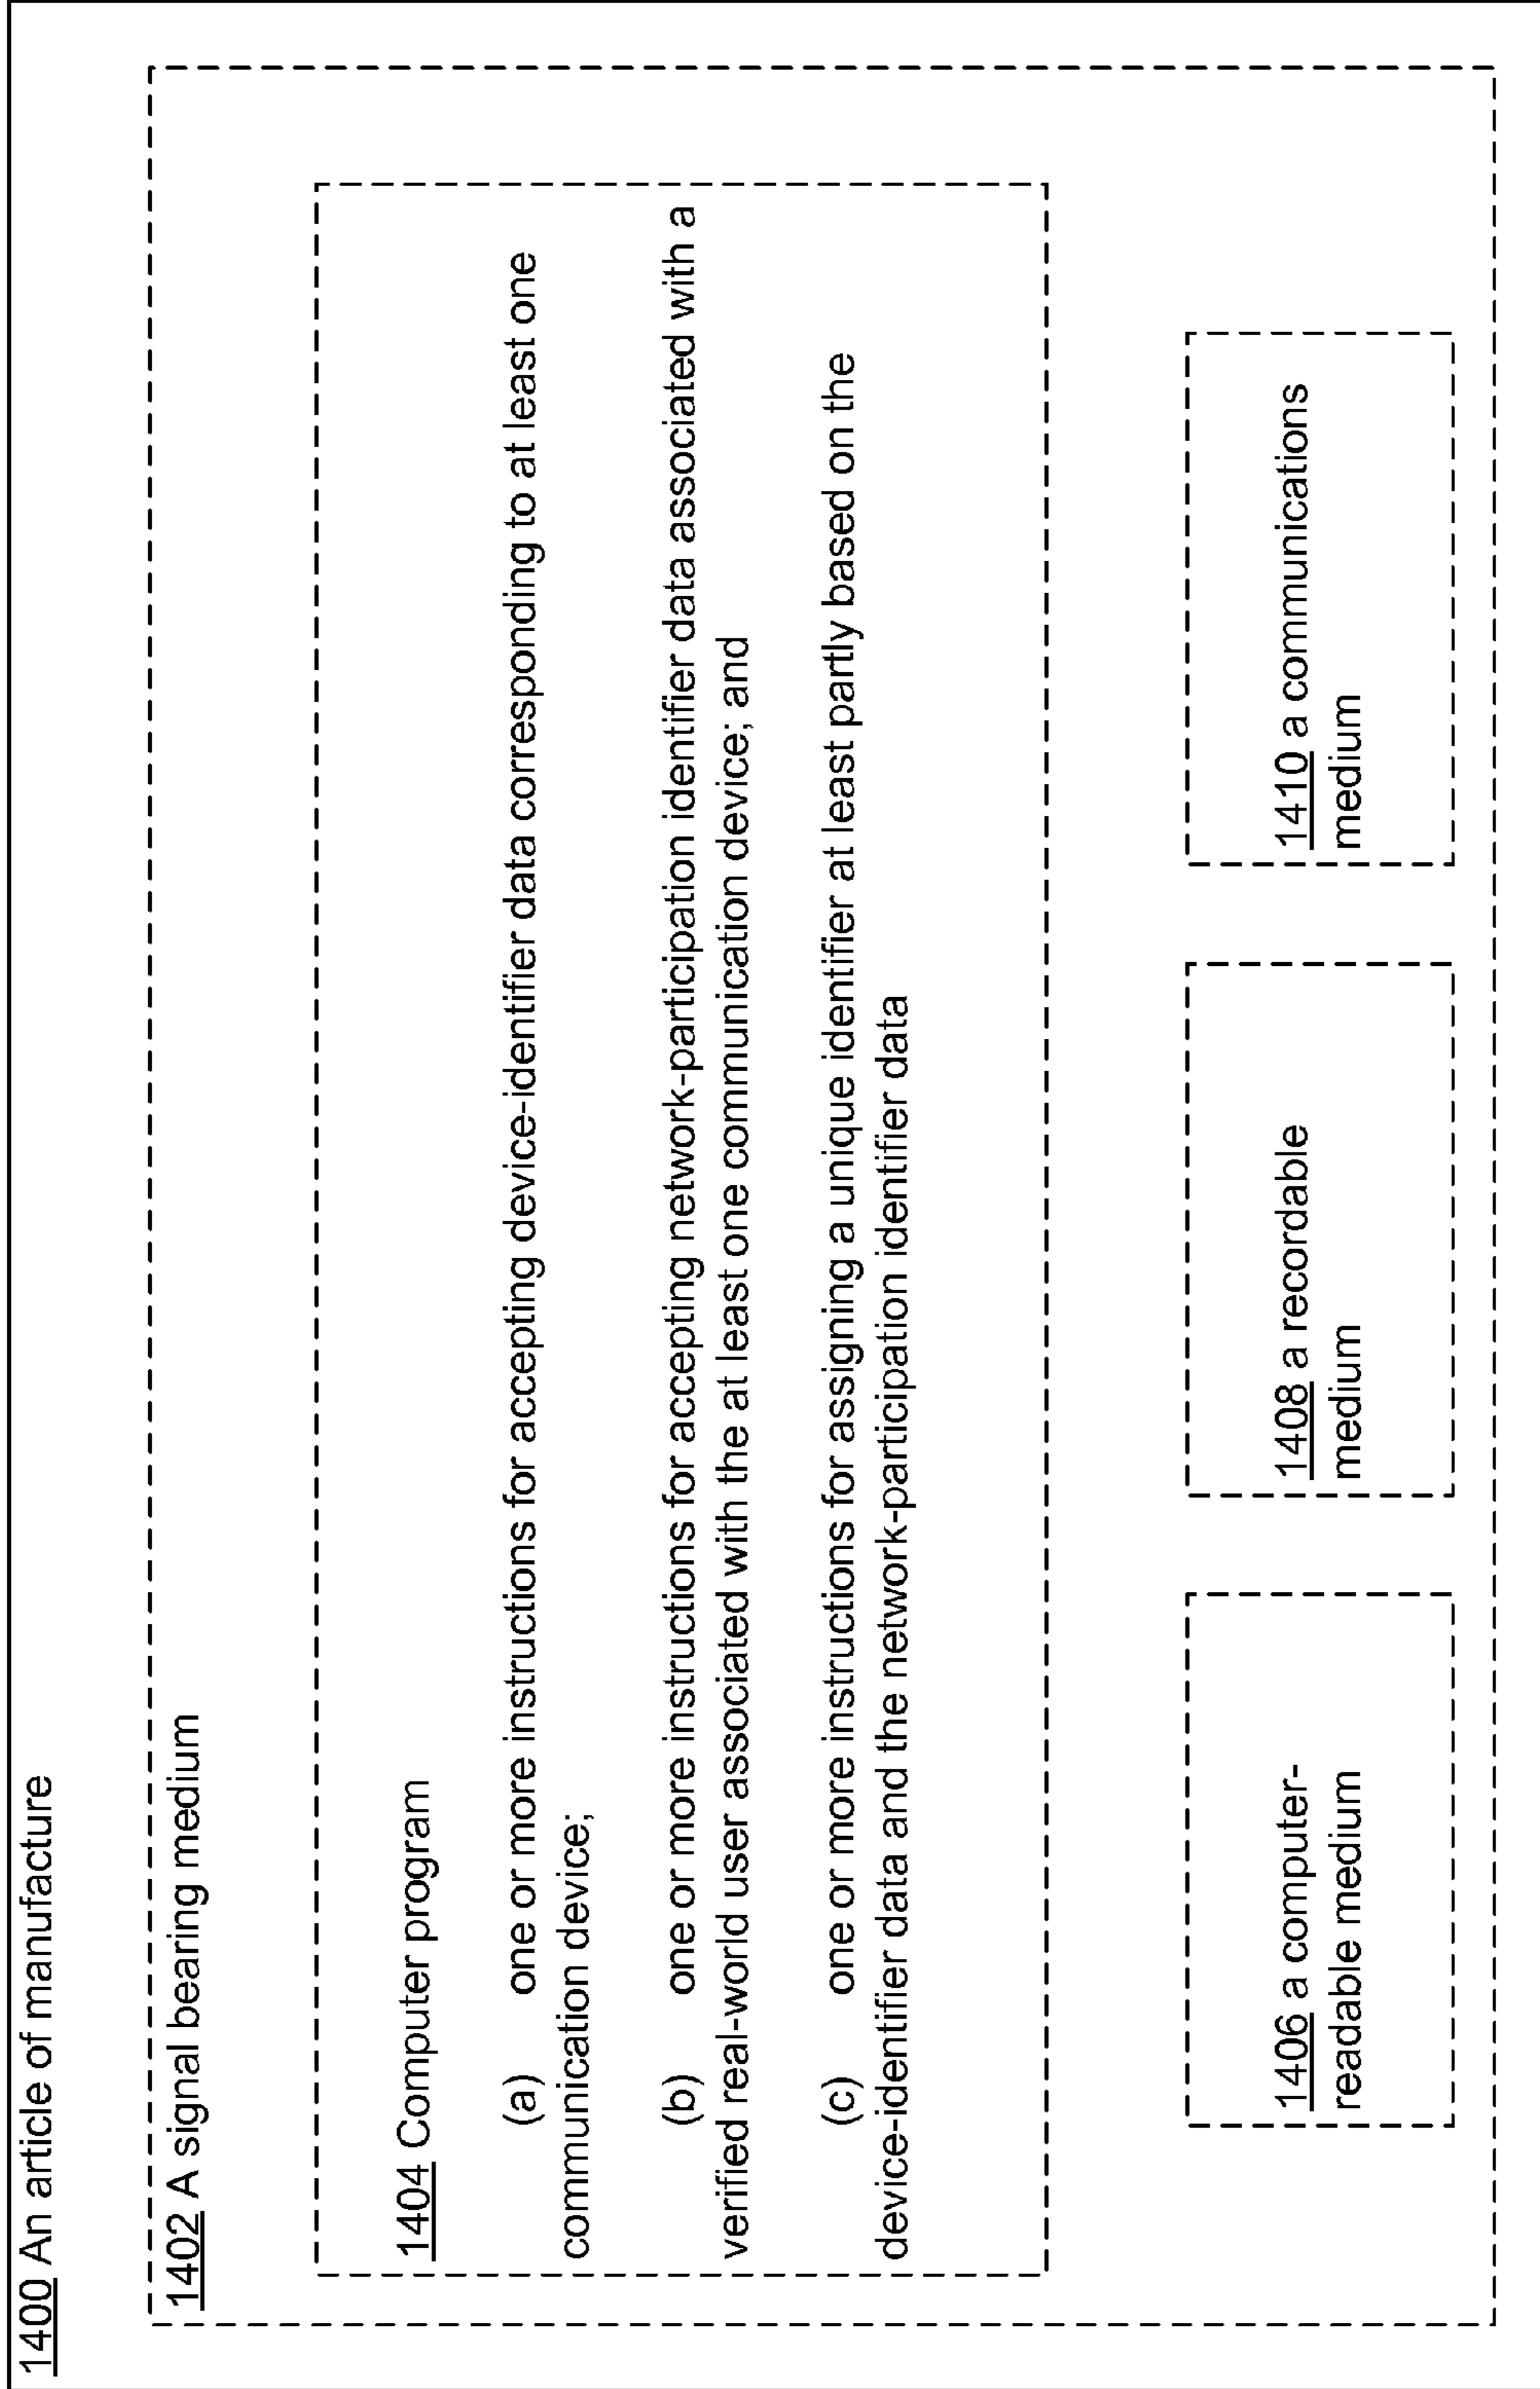 1400 An article of manufacture
1402 A signal bearing medium
1404 Computer program
(a) one or more instructions for accepting device-identifier data corresponding to at least one
communication device;
(b) one or more instructions for accepting network-participation identifier data associated with a
verified real-world user associated with the at least one communication device; and
(c) one or more instructions for assigning a unique identifier at least partly based on the
device-identifier data and the network-participation identifier data
1406 a computer-
readable medium
1408 a recordable
medium
1410 a communications
medium